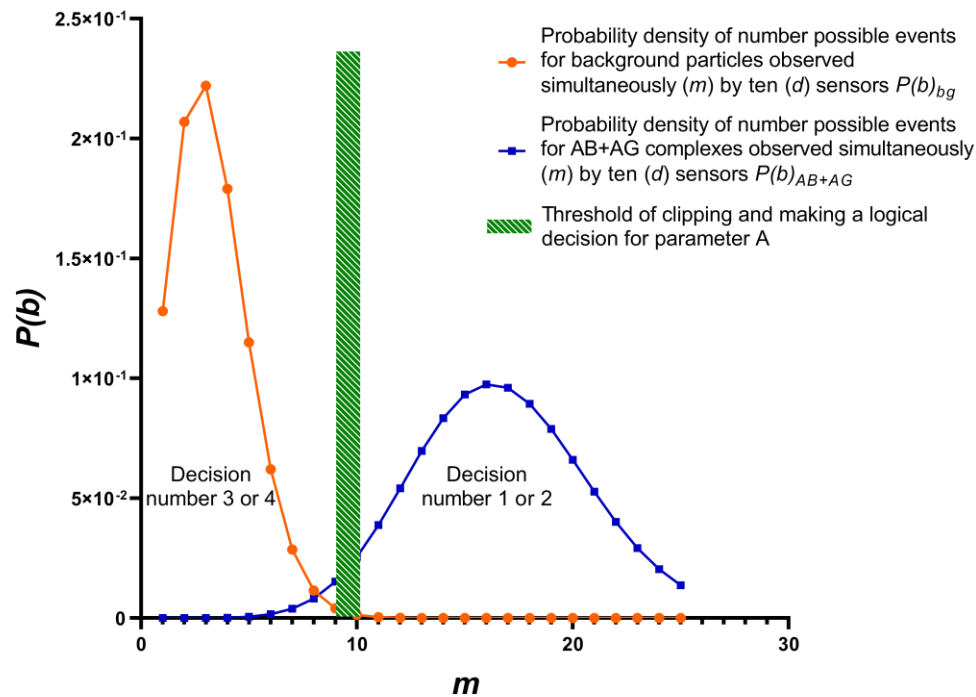 2.5×10⁻¹
2×10⁻¹
1.5×10⁻¹
1×10⁻¹
5×10⁻²
0
P(b)
0
10
20
30
m
Probability density of number possible events
for background particles observed
simultaneously (m) by ten (d) sensors P(b)bg
Probability density of number possible events
for AB+AG complexes observed simultaneously
(m) by ten (d) sensors P(b)AB+AG
Threshold of clipping and making a logical
decision for parameter A
Decision
number 3 or 4
Decision
number 1 or 2